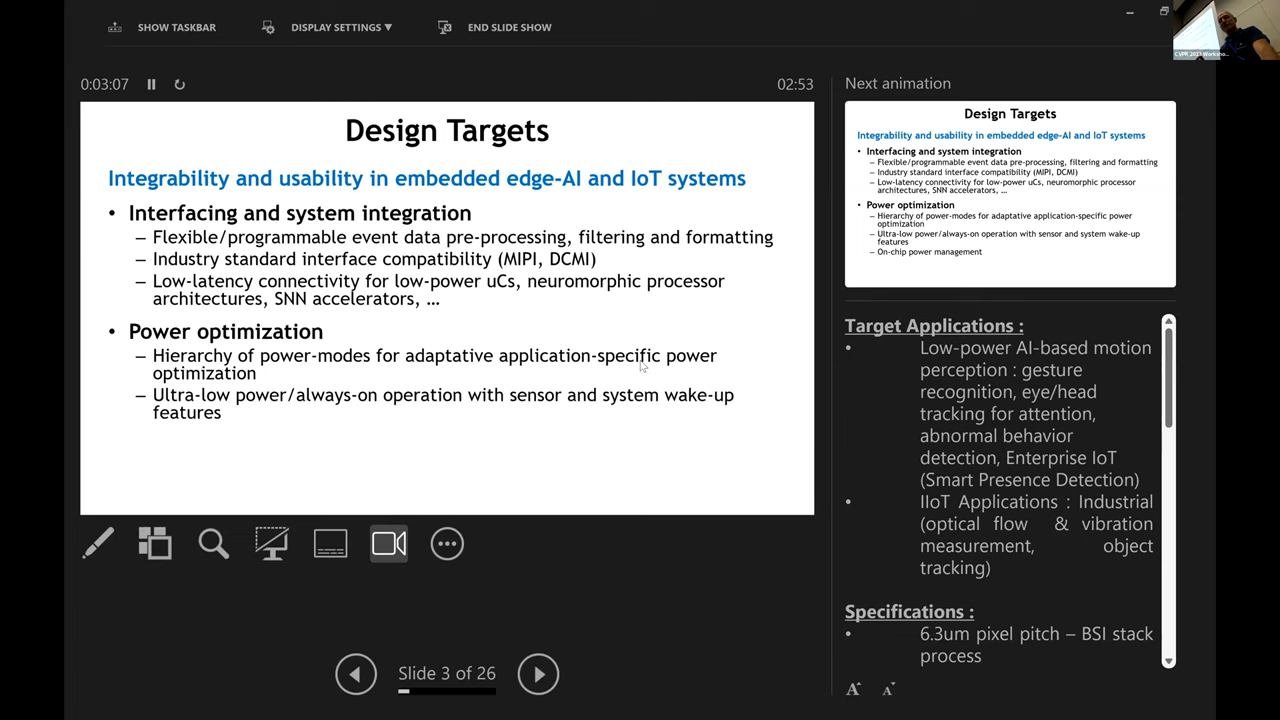 SHOW TASKBAR
DISPLAY SETTINGS ▼
END SLIDE SHOW
CVPR 2023 Worksho...
0:03:07
02:53
Design Targets
Integrability and usability in embedded edge-AI and IoT systems
• Interfacing and system integration
– Flexible/programmable event data pre-processing, filtering and formatting
– Industry standard interface compatibility (MIPI, DCMI)
– Low-latency connectivity for low-power uCs, neuromorphic processor
architectures, SNN accelerators, …
• Power optimization
– Hierarchy of power-modes for adaptative application-specific power
optimization
– Ultra-low power/always-on operation with sensor and system wake-up
features
Slide 3 of 26
Next animation
Design Targets
Integrability and usability in embedded edge-AI and IoT systems
• Interfacing and system integration
– Flexible/programmable event data pre-processing, filtering and formatting
– Industry standard interface compatibility (MIPI, DCMI)
– Low-latency connectivity for low-power uCs, neuromorphic processor
architectures, SNN accelerators, …
• Power optimization
– Hierarchy of power-modes for adaptative application-specific power
optimization
– Ultra-low power/always-on operation with sensor and system wake-up
features
– On-chip power management
Target Applications :
• Low-power AI-based motion
perception : gesture
recognition, eye/head
tracking for attention,
abnormal behavior
detection, Enterprise IoT
(Smart Presence Detection)
• IIoT Applications : Industrial
(optical flow & vibration
measurement, object
tracking)
Specifications :
• 6.3um pixel pitch – BSI stack
process
A A